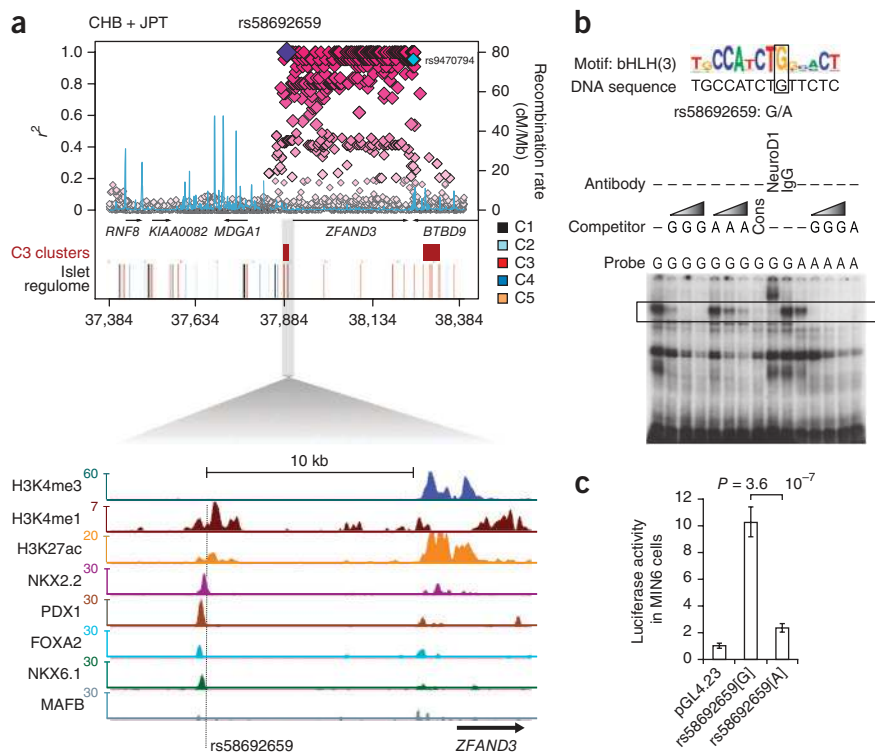 a
CHB + JPT rs58692659
1.0
0.8
0.6
0.4
0.2
0
r²
80
60
40
20
0
Recombination rate (cM/Mb)
rs9470794
RNF8 KIAA0082 MDGA1 ZFAND3 BTBD9
C3 clusters
Islet
regulome
C1
C2
C3
C4
C5
37,384 37,634 37,884 38,134 38,384
10 kb
H3K4me3 60
H3K4me1 7
H3K27ac 20
NKX2.2 30
PDX1 30
FOXA2 30
NKX6.1 30
MAFB 30
rs58692659 ZFAND3
b
Motif: bHLH(3) TGCCATCTG ACT
DNA sequence TGCCATCTGTTCTC
rs58692659: G/A
Antibody – – – – – – – – NeuroD1 IgG – – – – –
Competitor – G G G A A A Cons – – – G G G A
Probe G G G G G G G G G G A A A A A
c
P = 3.6 10⁻⁷
Luciferase activity
in MIN6 cells
12
10
8
6
4
2
0
pGL4.23
rs58692659[G]
rs58692659[A]